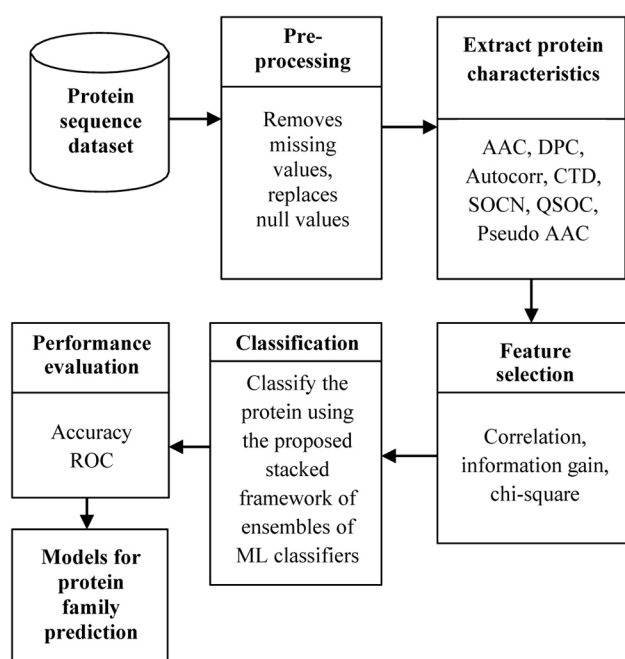 Protein
sequence
dataset
Pre-
processing
Removes
missing
values,
replaces
null values
Extract protein
characteristics
AAC, DPC,
Autocorr, CTD,
SOCN, QSOC,
Pseudo AAC
Feature
selection
Correlation,
information gain,
chi-square
Classification
Classify the
protein using
the proposed
stacked
framework of
ensembles of
ML classifiers
Performance
evaluation
Accuracy
ROC
Models for
protein
family
prediction